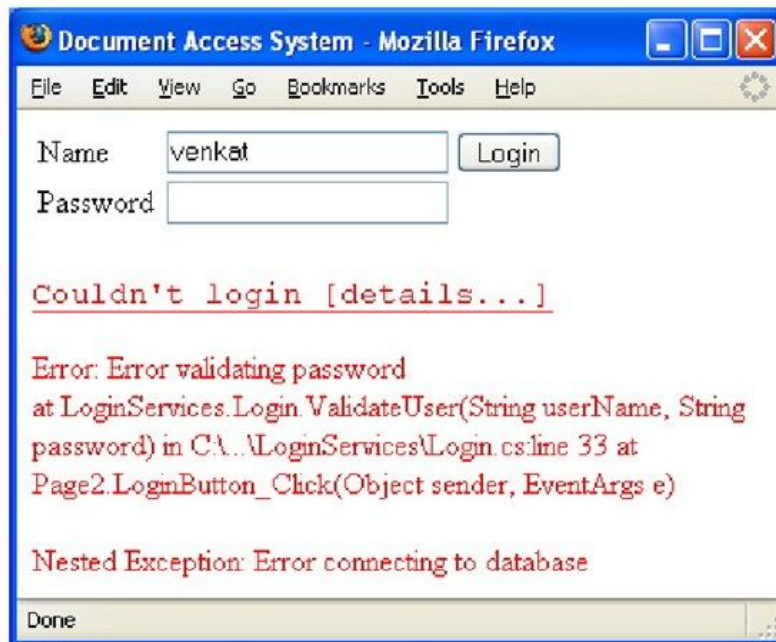 Document Access System - Mozilla Firefox
File Edit View Go Bookmarks Tools Help
Name venkat Login
Password
Couldn't login [details...]
Error: Error validating password
at LoginServices.Login.ValidateUser(String userName, String
password) in C:\...\LoginServices\Login.cs:line 33 at
Page2.LoginButton_Click(Object sender, EventArgs e)
Nested Exception: Error connecting to database
Done